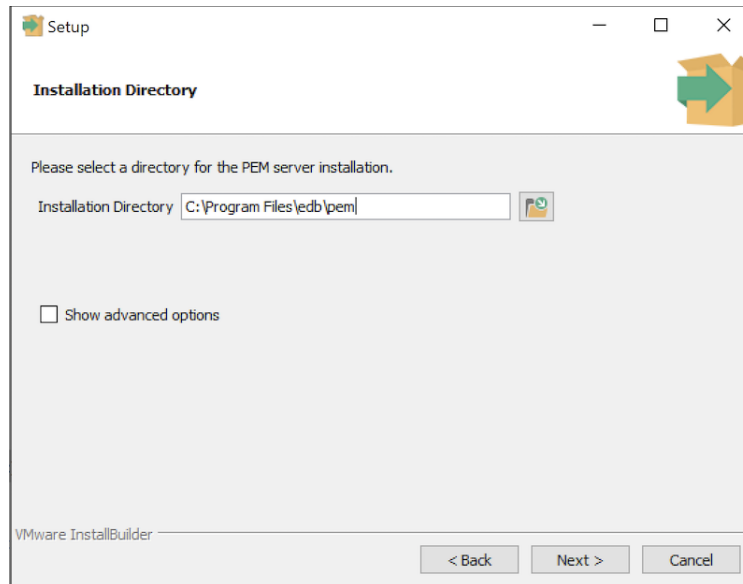 Setup
Installation Directory
Please select a directory for the PEM server installation.
Installation Directory C:\Program Files\edb\pem
Show advanced options
VMware InstallBuilder
< Back Next > Cancel